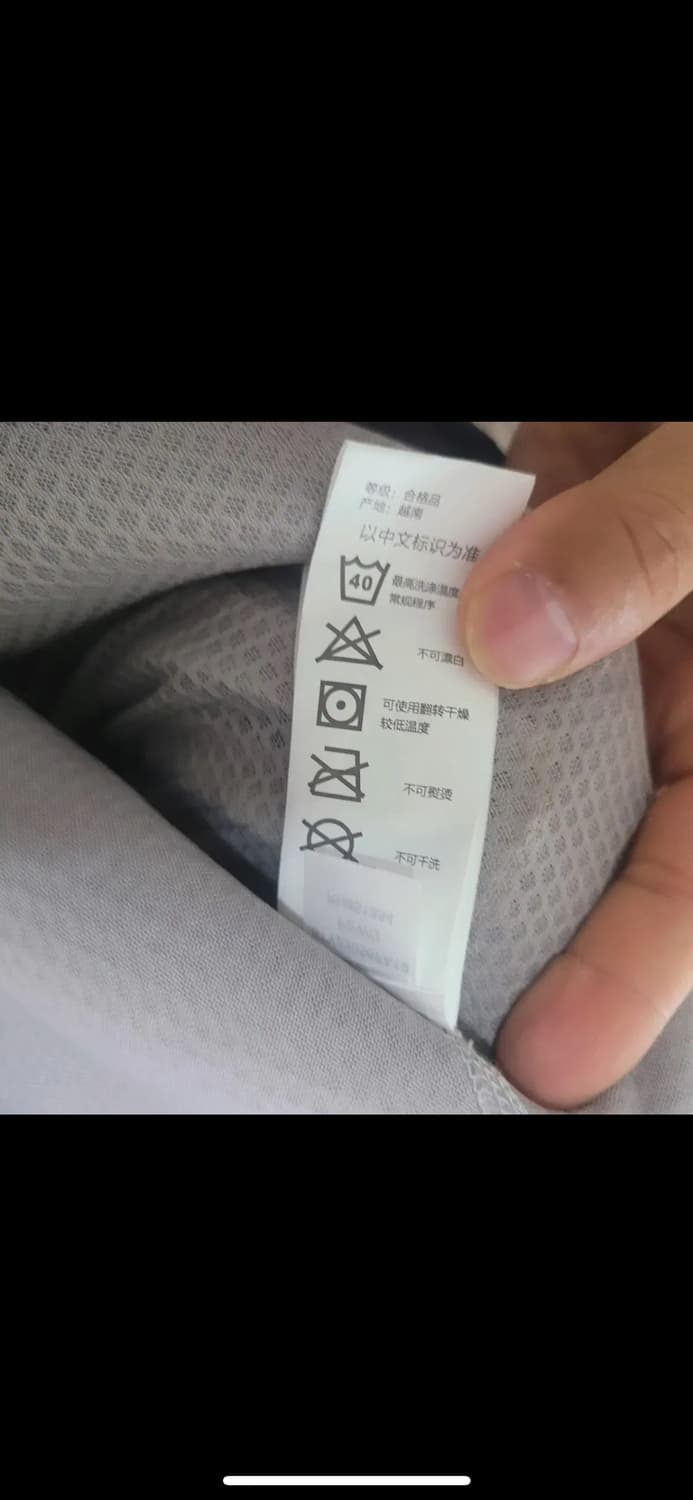 等级：合格品
产地：越南
以中文标识为准
40
最高洗涤温度
常规程序
不可漂白
可使用翻转干燥
较低温度
不可熨烫
不可干洗